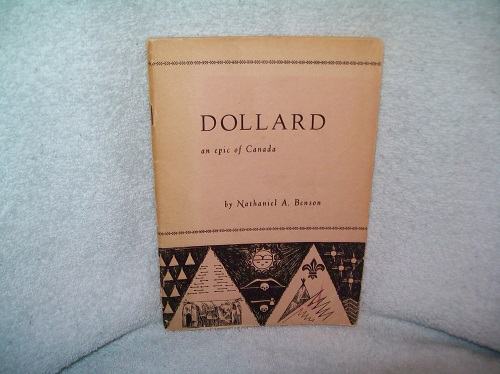 DOLLARD
an epic of Canada
by Nathaniel A. Benson